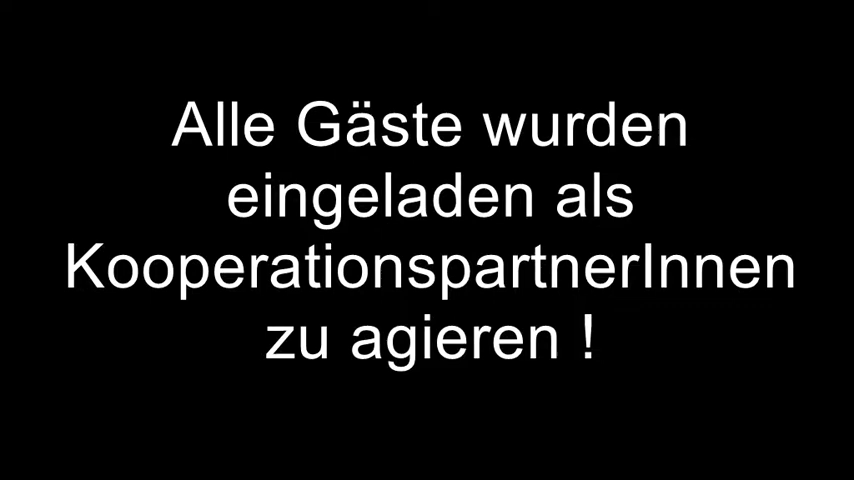 Alle Gäste wurden
eingeladen als
KooperationspartnerInnen
zu agieren !